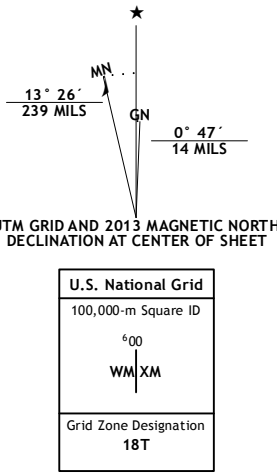 MN
GN
13° 26´
239 MILS
0° 47´
14 MILS
UTM GRID AND 2013 MAGNETIC NORTH
DECLINATION AT CENTER OF SHEET
U.S. National Grid
100,000-m Square ID
600
WM XM
Grid Zone Designation
18T